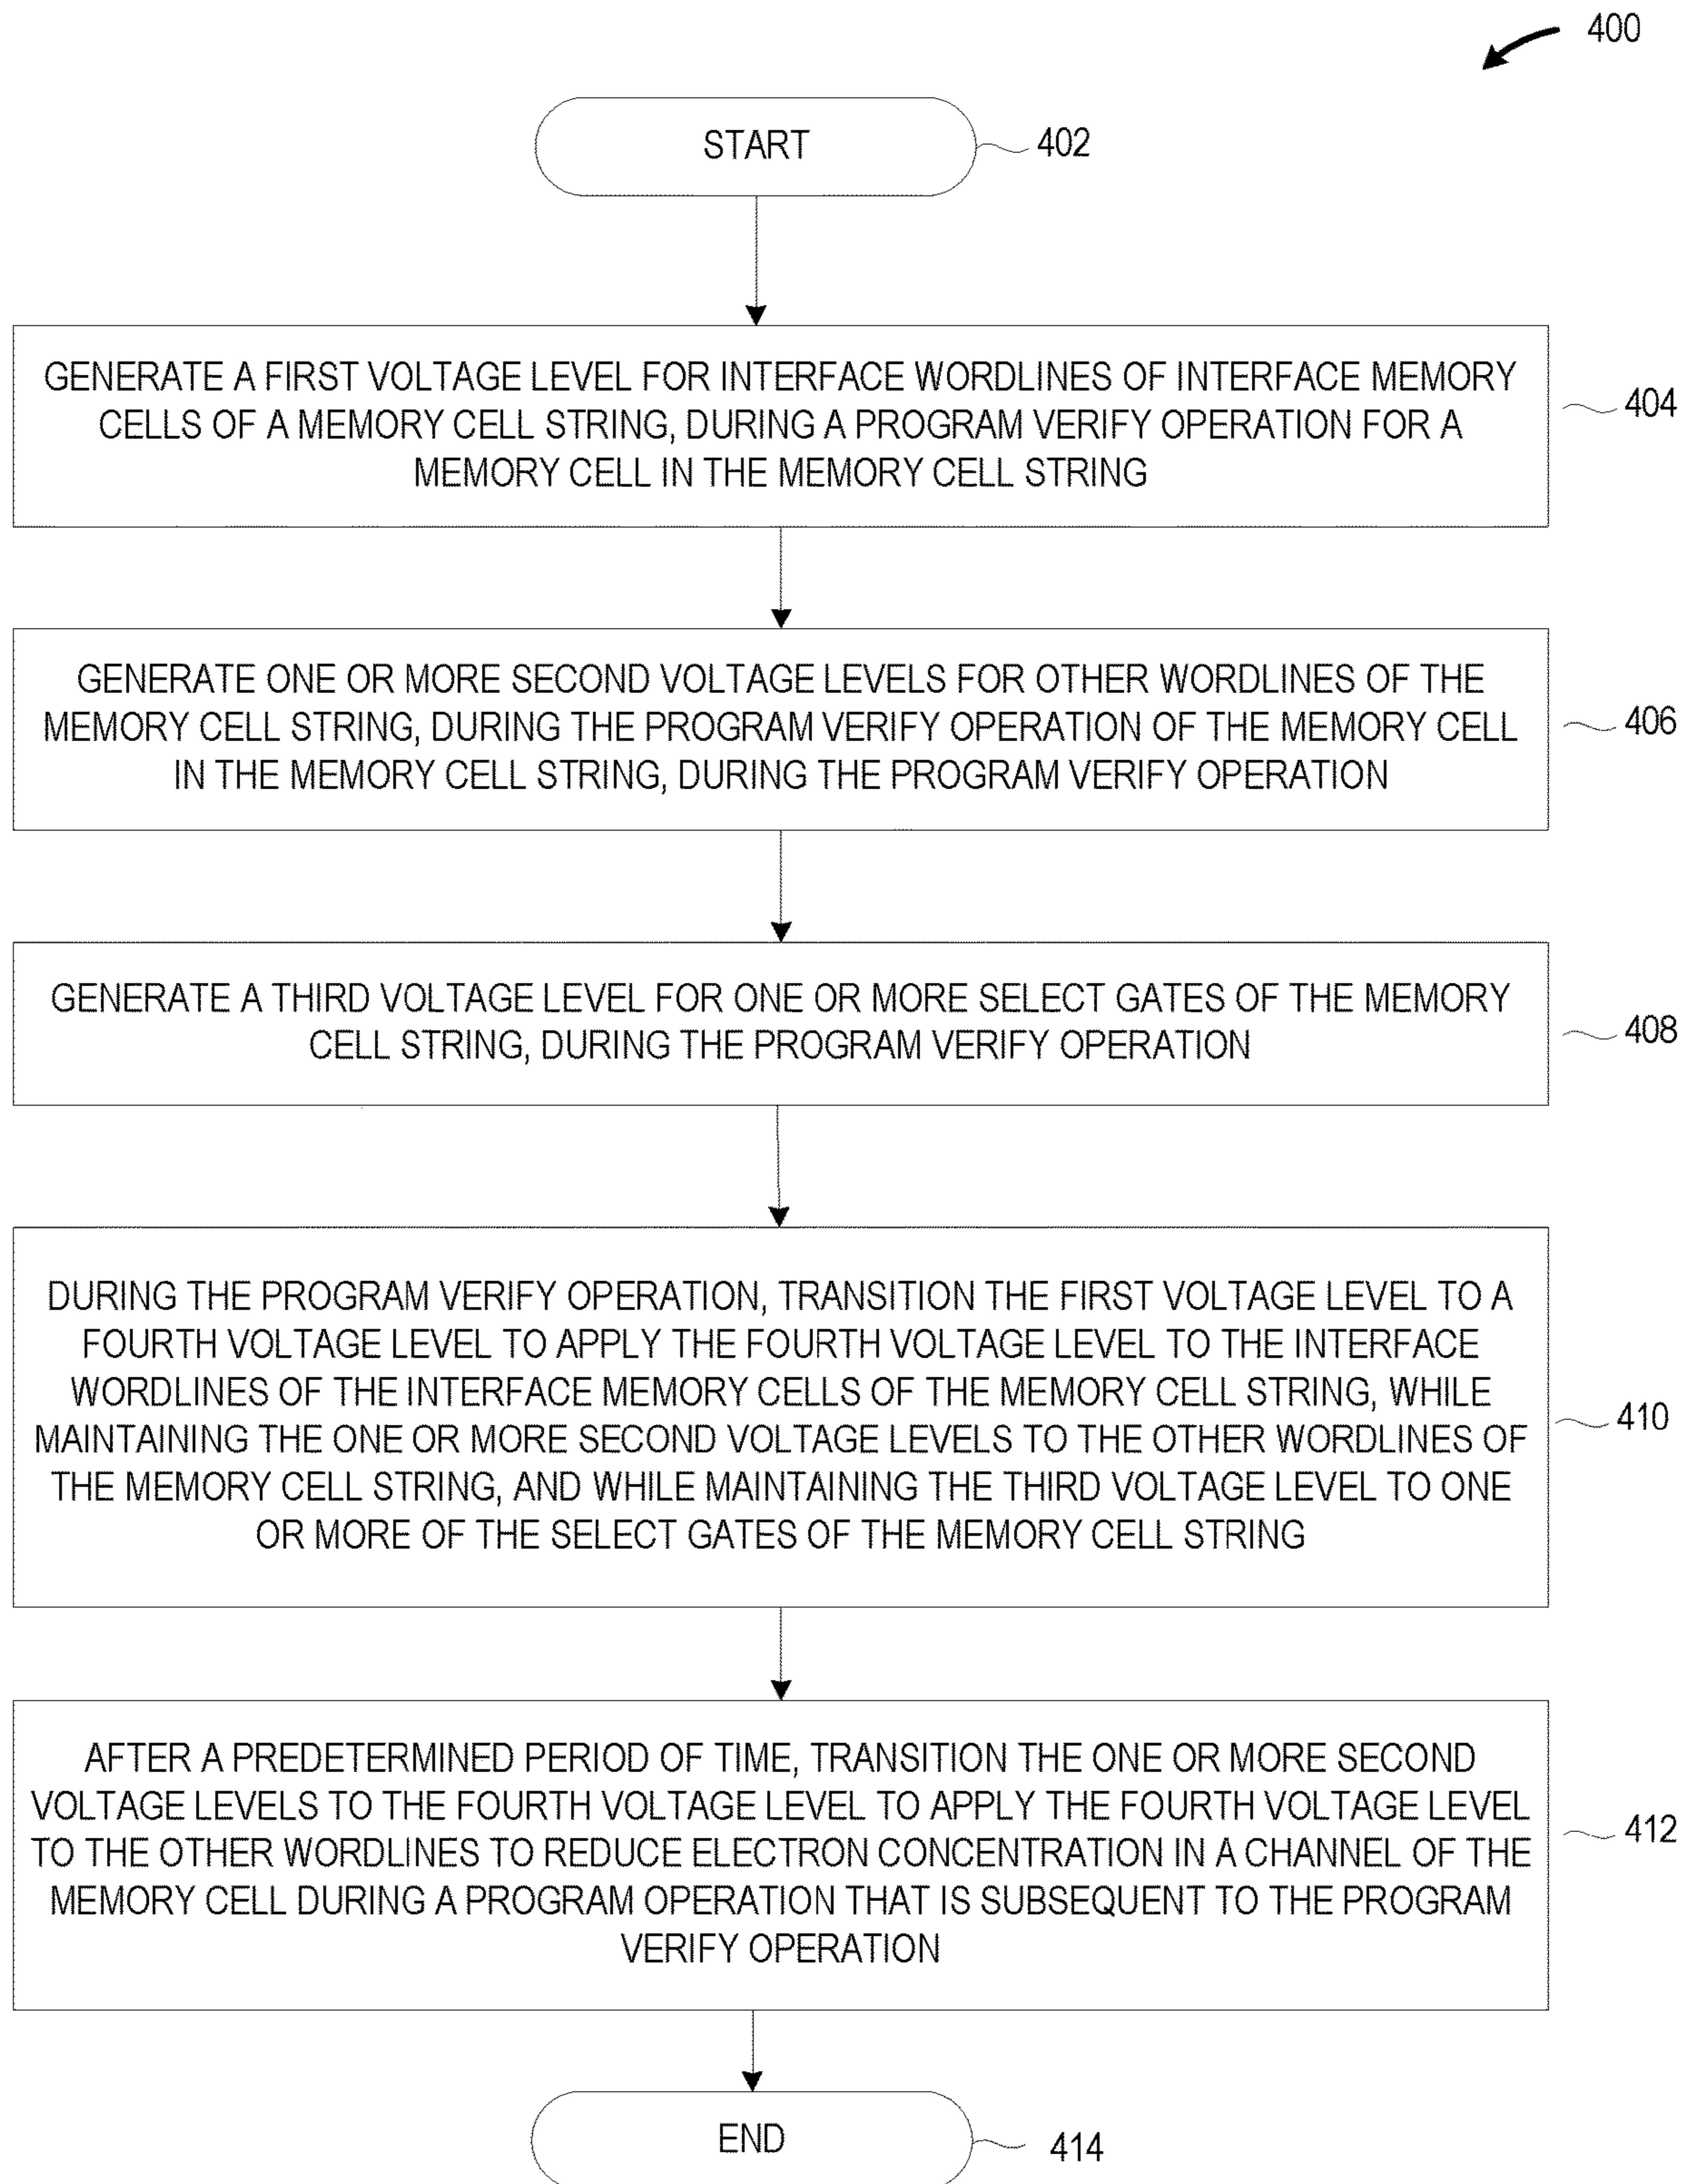 400
START
402
GENERATE A FIRST VOLTAGE LEVEL FOR INTERFACE WORDLINES OF INTERFACE MEMORY
CELLS OF A MEMORY CELL STRING, DURING A PROGRAM VERIFY OPERATION FOR A
MEMORY CELL IN THE MEMORY CELL STRING
404
GENERATE ONE OR MORE SECOND VOLTAGE LEVELS FOR OTHER WORDLINES OF THE
MEMORY CELL STRING, DURING THE PROGRAM VERIFY OPERATION OF THE MEMORY CELL
IN THE MEMORY CELL STRING, DURING THE PROGRAM VERIFY OPERATION
406
GENERATE A THIRD VOLTAGE LEVEL FOR ONE OR MORE SELECT GATES OF THE MEMORY
CELL STRING, DURING THE PROGRAM VERIFY OPERATION
408
DURING THE PROGRAM VERIFY OPERATION, TRANSITION THE FIRST VOLTAGE LEVEL TO A
FOURTH VOLTAGE LEVEL TO APPLY THE FOURTH VOLTAGE LEVEL TO THE INTERFACE
WORDLINES OF THE INTERFACE MEMORY CELLS OF THE MEMORY CELL STRING, WHILE
MAINTAINING THE ONE OR MORE SECOND VOLTAGE LEVELS TO THE OTHER WORDLINES OF
THE MEMORY CELL STRING, AND WHILE MAINTAINING THE THIRD VOLTAGE LEVEL TO ONE
OR MORE OF THE SELECT GATES OF THE MEMORY CELL STRING
410
AFTER A PREDETERMINED PERIOD OF TIME, TRANSITION THE ONE OR MORE SECOND
VOLTAGE LEVELS TO THE FOURTH VOLTAGE LEVEL TO APPLY THE FOURTH VOLTAGE LEVEL
TO THE OTHER WORDLINES TO REDUCE ELECTRON CONCENTRATION IN A CHANNEL OF THE
MEMORY CELL DURING A PROGRAM OPERATION THAT IS SUBSEQUENT TO THE PROGRAM
VERIFY OPERATION
412
END
414